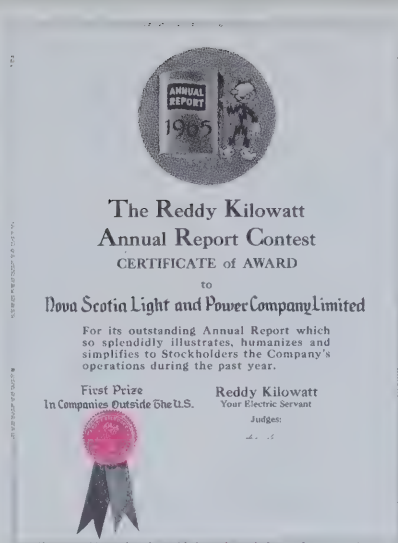 ANNUAL
REPORT
1965
The Reddy Kilowatt
Annual Report Contest
CERTIFICATE of AWARD
to
Nova Scotia Light and Power Company Limited
For its outstanding Annual Report which
so splendidly illustrates, humanizes and
simplifies to Stockholders the Company's
operations during the past year.
First Prize
In Companies Outside The U.S.
Reddy Kilowatt
Your Electric Servant
Judges: